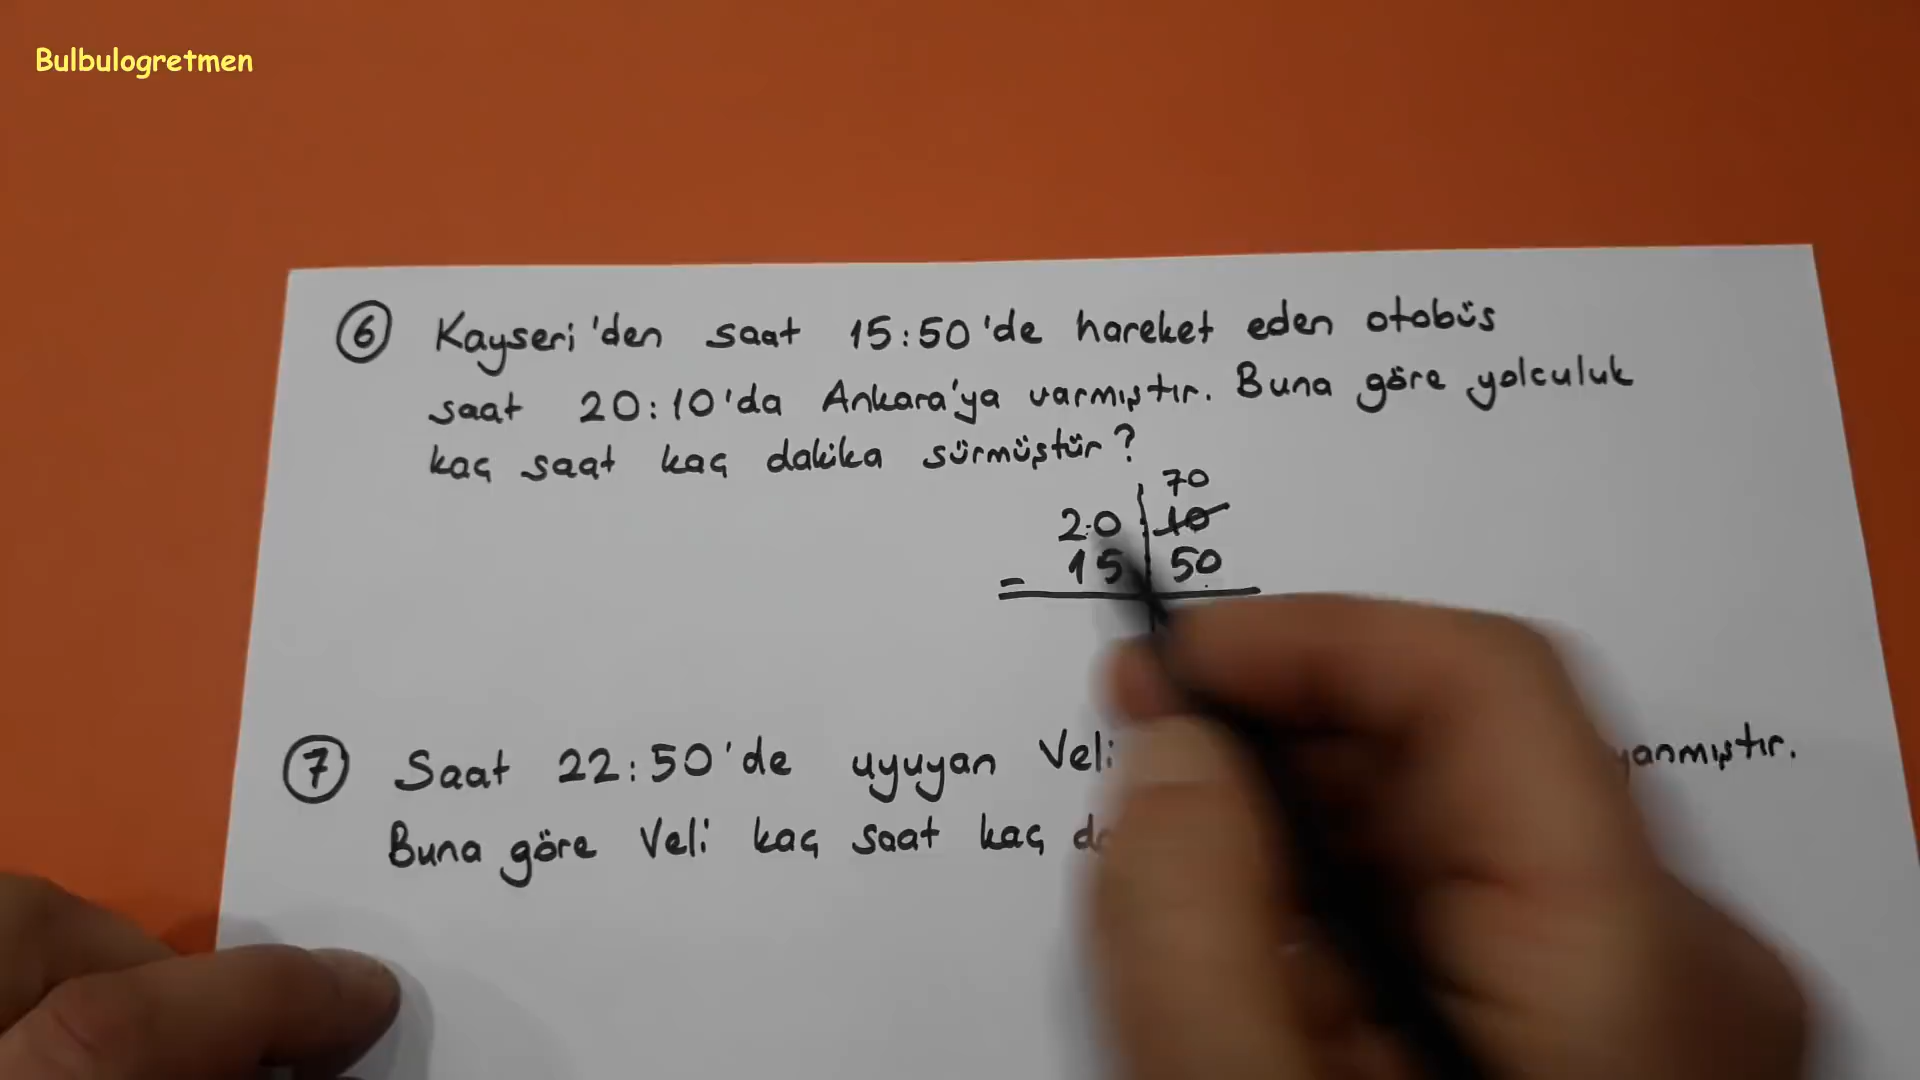 Bulbulogretmen
6 Kayseri'den saat 15:50'de hareket eden otobüs
saat 20:10'da Ankara'ya varmıştır. Buna göre yolculuk
kaç saat kaç dakika sürmüştür?
70
20 | 10
- 15 | 50
7 Saat 22:50'de uyuyan Veli
Buna göre Veli kaç saat kaç